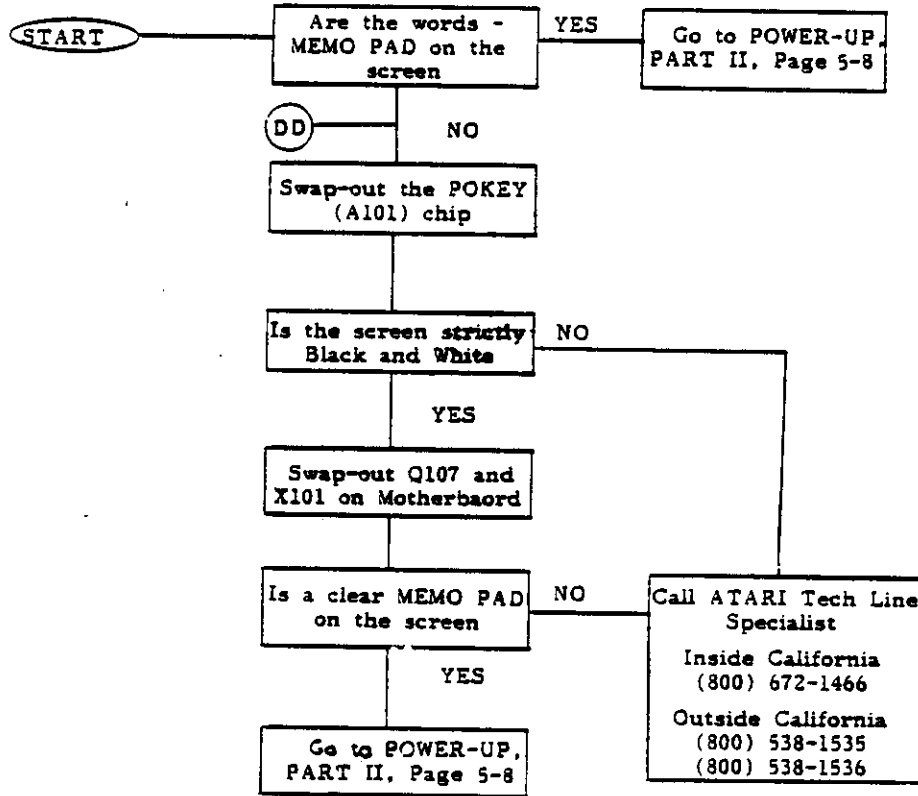 START
Are the words -
MEMO PAD on the
screen
YES
Go to POWER-UP,
PART II, Page 5-8
DD
NO
Swap-out the POKEY
(A101) chip
Is the screen strictly
Black and White
NO
YES
Swap-out Q107 and
X101 on Motherbaord
Is a clear MEMO PAD
on the screen
NO
Call ATARI Tech Line
Specialist
Inside California
(800) 672-1466
Outside California
(800) 538-1535
(800) 538-1536
YES
Go to POWER-UP,
PART II, Page 5-8